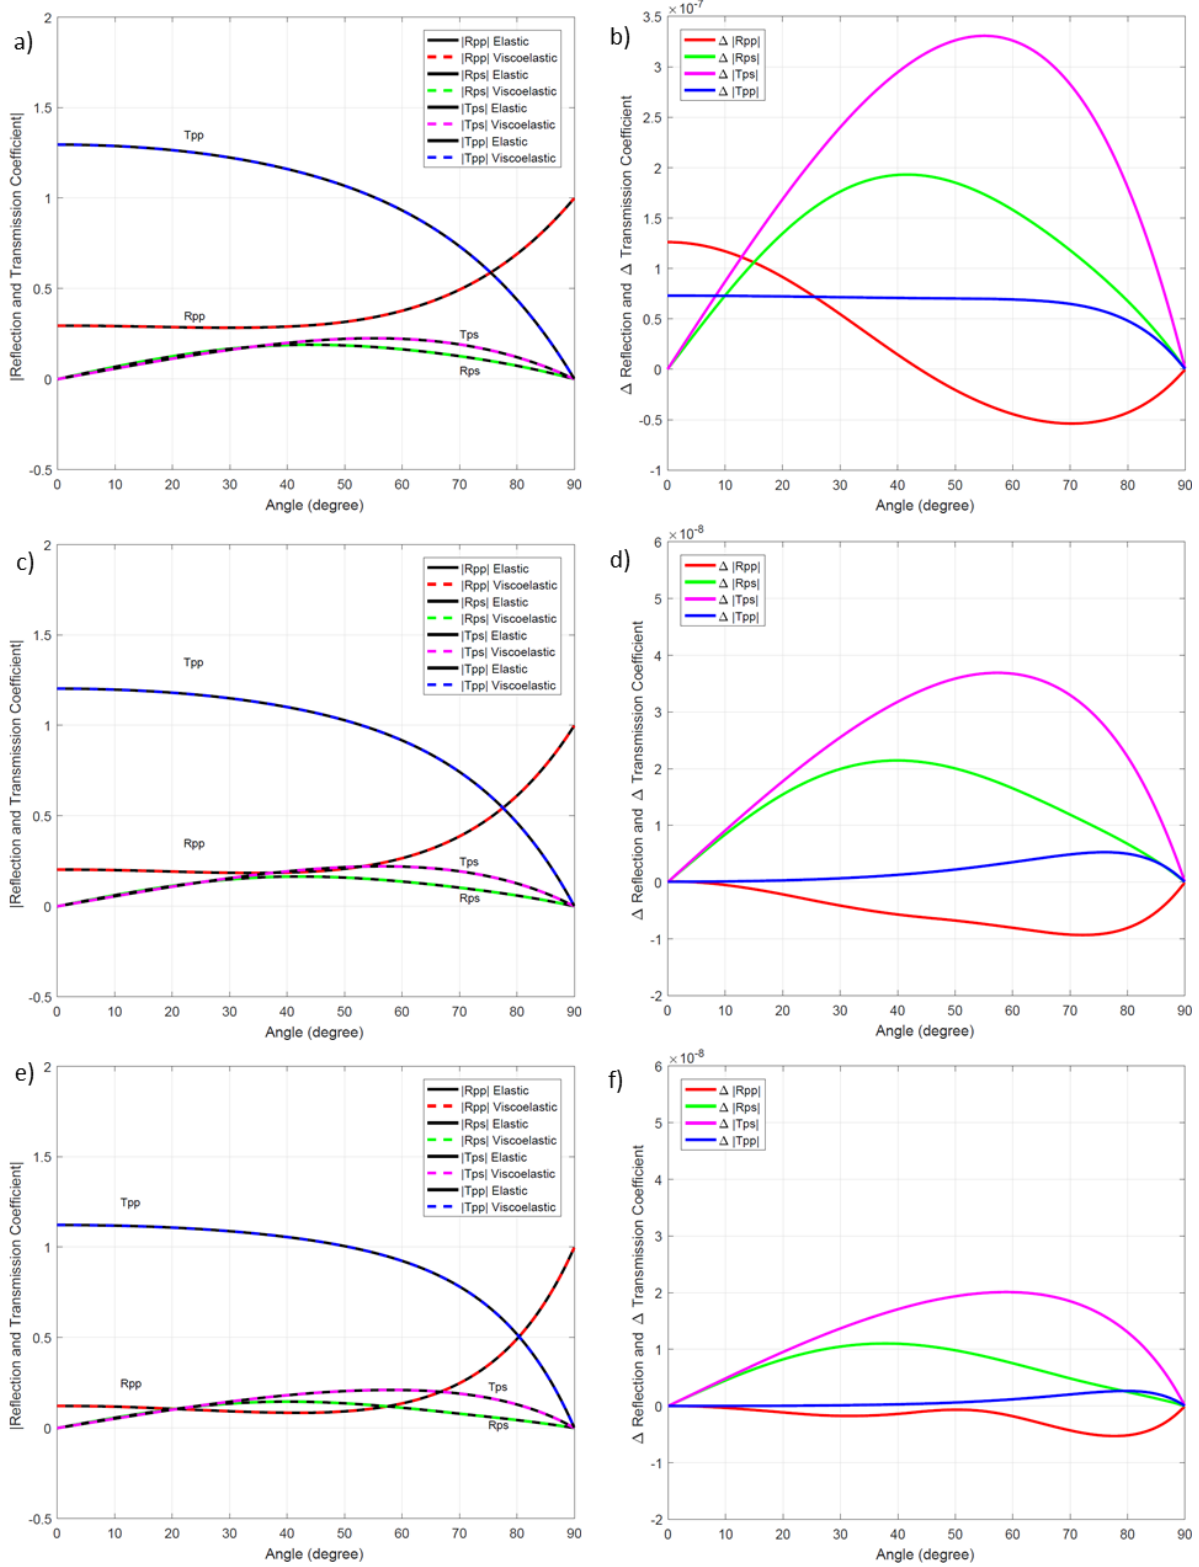 a)
2
1.5
1
0.5
0
-0.5
|Reflection and Transmission Coefficient|
|Rpp| Elastic
|Rpp| Viscoelastic
|Rps| Elastic
|Rps| Viscoelastic
|Tps| Elastic
|Tps| Viscoelastic
|Tpp| Elastic
|Tpp| Viscoelastic
Tpp
Rpp
Tps
Rps
0 10 20 30 40 50 60 70 80 90
Angle (degree)
b)
×10⁻⁷
3.5
3
2.5
2
1.5
1
0.5
0
-0.5
-1
Δ Reflection and Δ Transmission Coefficient
Δ |Rpp|
Δ |Rps|
Δ |Tps|
Δ |Tpp|
0 10 20 30 40 50 60 70 80 90
Angle (degree)
c)
2
1.5
1
0.5
0
-0.5
|Reflection and Transmission Coefficient|
|Rpp| Elastic
|Rpp| Viscoelastic
|Rps| Elastic
|Rps| Viscoelastic
|Tps| Elastic
|Tps| Viscoelastic
|Tpp| Elastic
|Tpp| Viscoelastic
Tpp
Rpp
Tps
Rps
0 10 20 30 40 50 60 70 80 90
Angle (degree)
d)
×10⁻⁸
6
5
4
3
2
1
0
-1
-2
Δ Reflection and Δ Transmission Coefficient
Δ |Rpp|
Δ |Rps|
Δ |Tps|
Δ |Tpp|
0 10 20 30 40 50 60 70 80 90
Angle (degree)
e)
2
1.5
1
0.5
0
-0.5
|Reflection and Transmission Coefficient|
|Rpp| Elastic
|Rpp| Viscoelastic
|Rps| Elastic
|Rps| Viscoelastic
|Tps| Elastic
|Tps| Viscoelastic
|Tpp| Elastic
|Tpp| Viscoelastic
Tpp
Rpp
Tps
Rps
0 10 20 30 40 50 60 70 80 90
Angle (degree)
f)
×10⁻⁸
6
5
4
3
2
1
0
-1
-2
Δ Reflection and Δ Transmission Coefficient
Δ |Rpp|
Δ |Rps|
Δ |Tps|
Δ |Tpp|
0 10 20 30 40 50 60 70 80 90
Angle (degree)